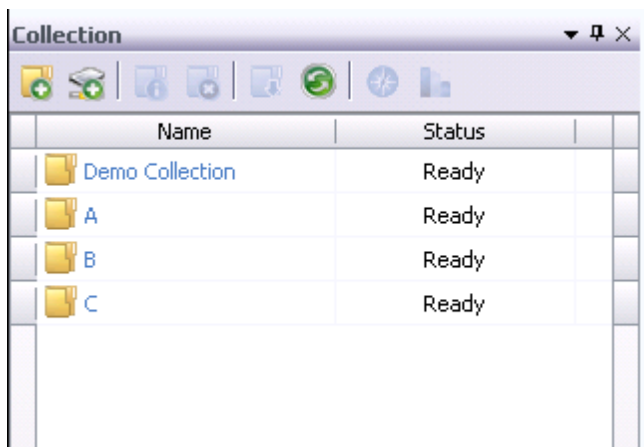 Collection
Name Status
Demo Collection Ready
A Ready
B Ready
C Ready